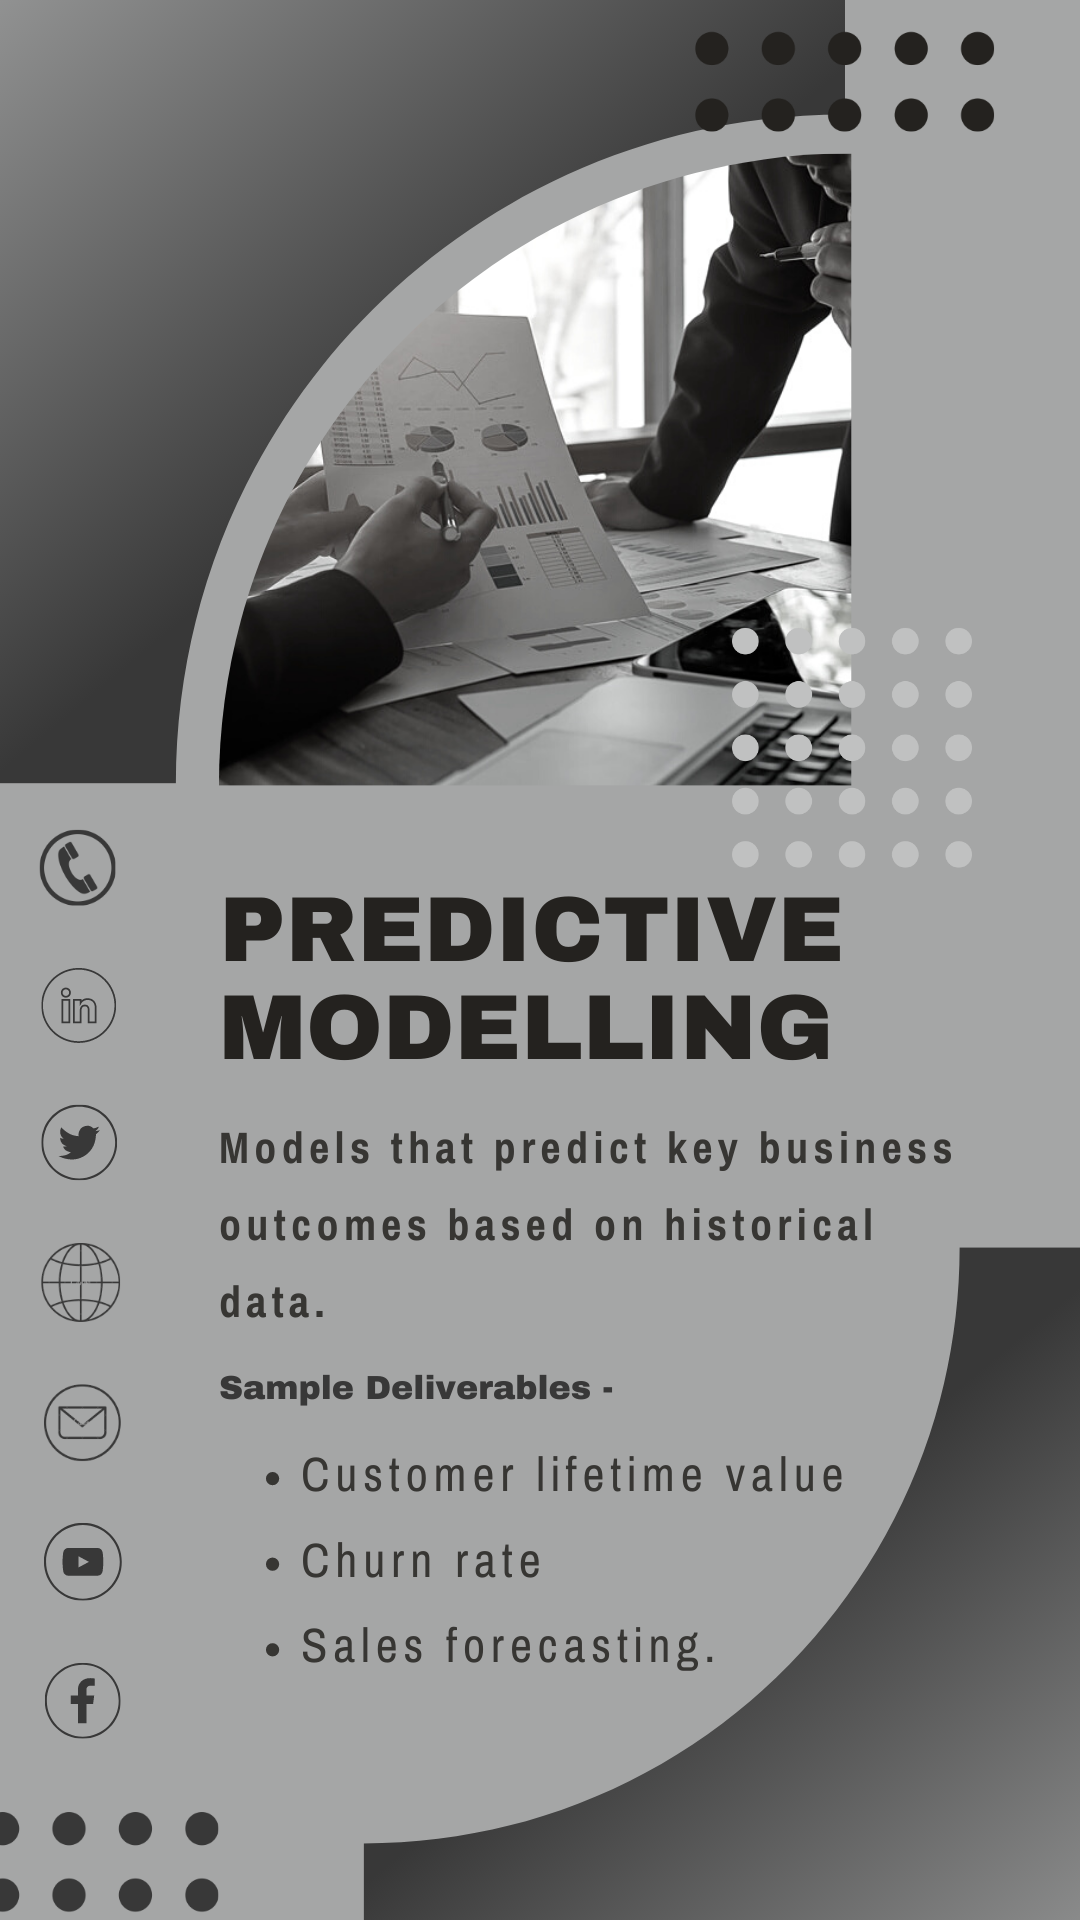 PREDICTIVE
MODELLING
Models that predict key business
outcomes based on historical
data.
Sample Deliverables -
• Customer lifetime value
• Churn rate
• Sales forecasting.
in